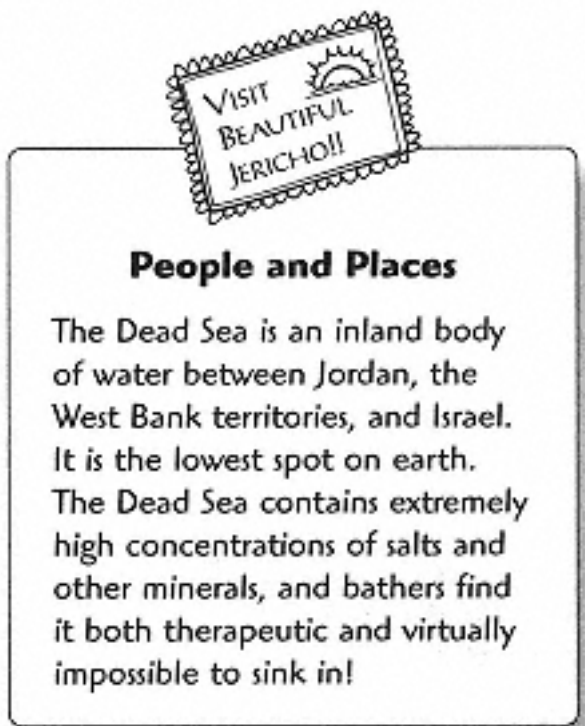 VISIT
BEAUTIFUL
JERICHO!!
People and Places
The Dead Sea is an inland body
of water between Jordan, the
West Bank territories, and Israel.
It is the lowest spot on earth.
The Dead Sea contains extremely
high concentrations of salts and
other minerals, and bathers find
it both therapeutic and virtually
impossible to sink in!